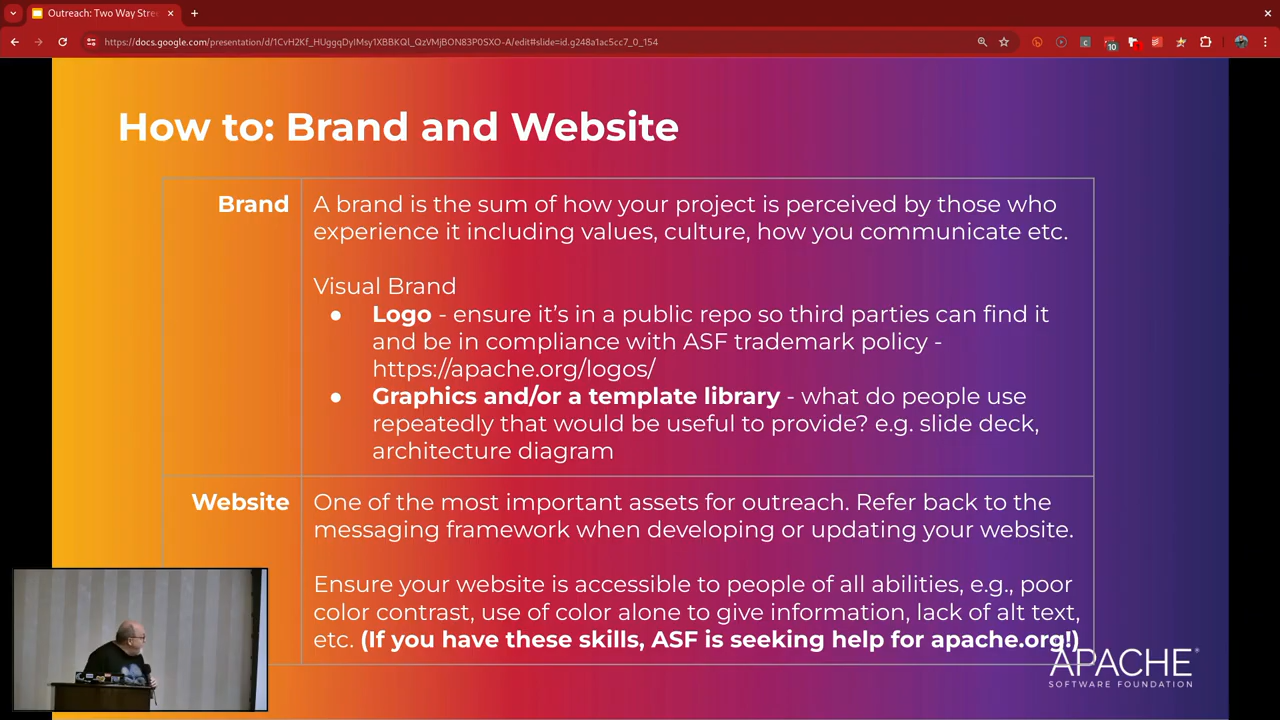 Outreach: Two Way Stree
https://docs.google.com/presentation/d/1CvH2Kf_HUggqDyIMsy1XBBKQl_QzVMjBON83P0SXO-A/edit#slide=id.g248a1ac5cc7_0_154
10
How to: Brand and Website
Brand
A brand is the sum of how your project is perceived by those who
experience it including values, culture, how you communicate etc.
Visual Brand
● Logo - ensure it’s in a public repo so third parties can find it
and be in compliance with ASF trademark policy -
https://apache.org/logos/
● Graphics and/or a template library - what do people use
repeatedly that would be useful to provide? e.g. slide deck,
architecture diagram
Website
One of the most important assets for outreach. Refer back to the
messaging framework when developing or updating your website.
Ensure your website is accessible to people of all abilities, e.g., poor
color contrast, use of color alone to give information, lack of alt text,
etc. (If you have these skills, ASF is seeking help for apache.org!)
APACHE®
SOFTWARE FOUNDATION